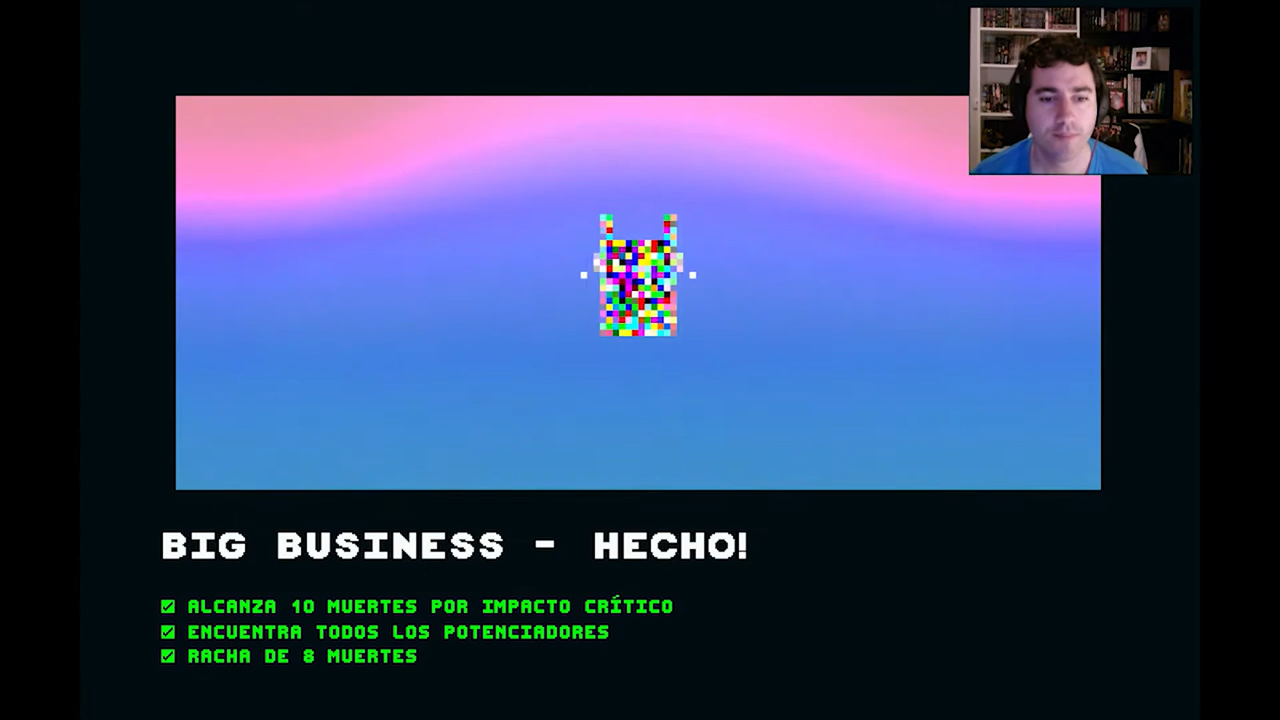 BIG BUSINESS - HECHO!
ALCANZA 10 MUERTES POR IMPACTO CRÍTICO
ENCUENTRA TODOS LOS POTENCIADORES
RACHA DE 8 MUERTES